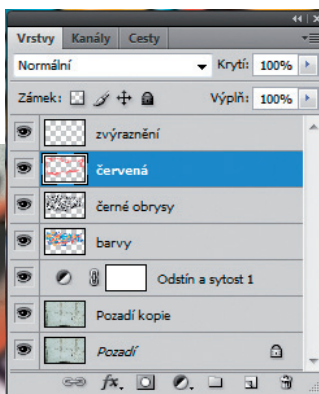 Vrstvy Kanály Cesty
Normální Krytí: 100%
Zámek: Výplň: 100%
zvýraznění
červená
černé obrysy
barvy
Odstín a sytost 1
Pozadí kopie
Pozadí
fx.